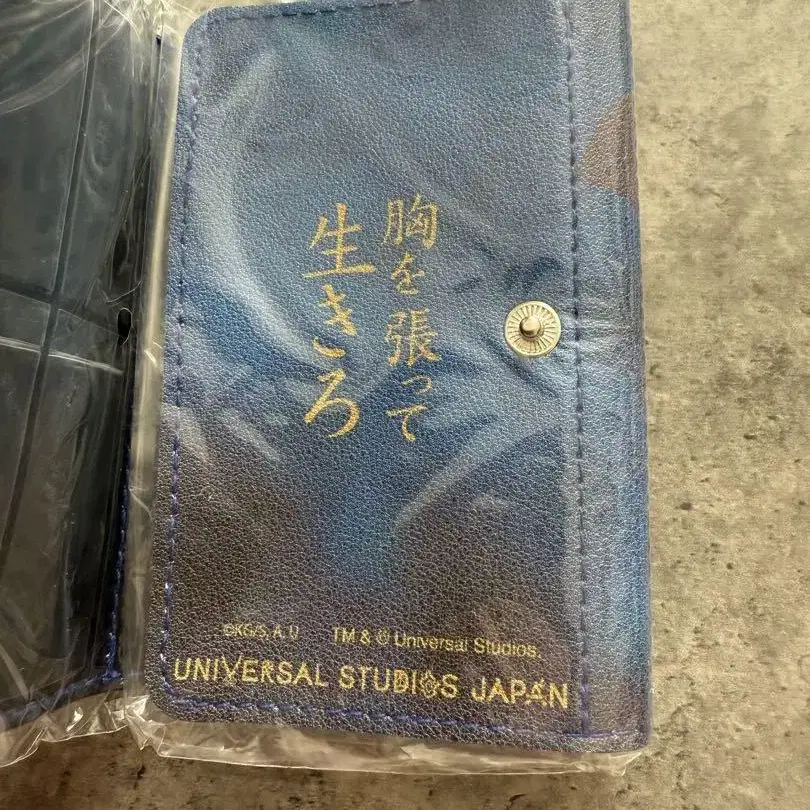 胸を張って
生きろ
©KG/S, A, U TM & © Universal Studios.
UNIVERSAL STUDIOS JAPAN